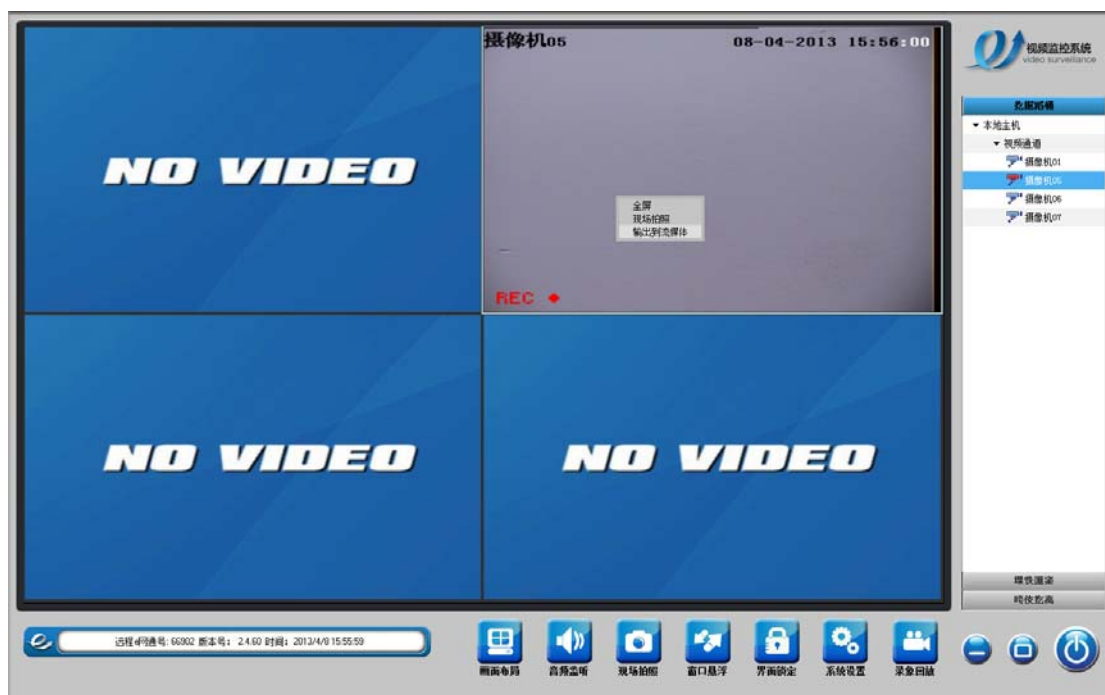 NO VIDEO
摄像机05
08-04-2013 15:56:00
全屏
现场拍照
输出到流媒体
REC
NO VIDEO
NO VIDEO
视频监控系统
video surveillance
本地主机
视频通道
摄像机01
摄像机05
摄像机06
摄像机07
远程e网通号: 66902 版本号: 2.4.60 时间: 2013/4/8 15:55:59
画面布局
音频监听
现场拍照
窗口悬浮
界面锁定
系统设置
录象回放